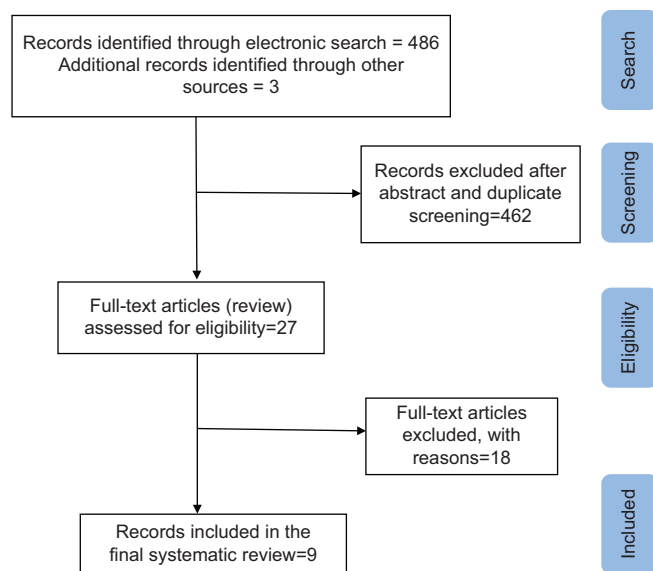 Records identified through electronic search = 486
Additional records identified through other
sources = 3
Search
Records excluded after
abstract and duplicate
screening=462
Screening
Full-text articles (review)
assessed for eligibility=27
Eligibility
Full-text articles
excluded, with
reasons=18
Records included in the
final systematic review=9
Included